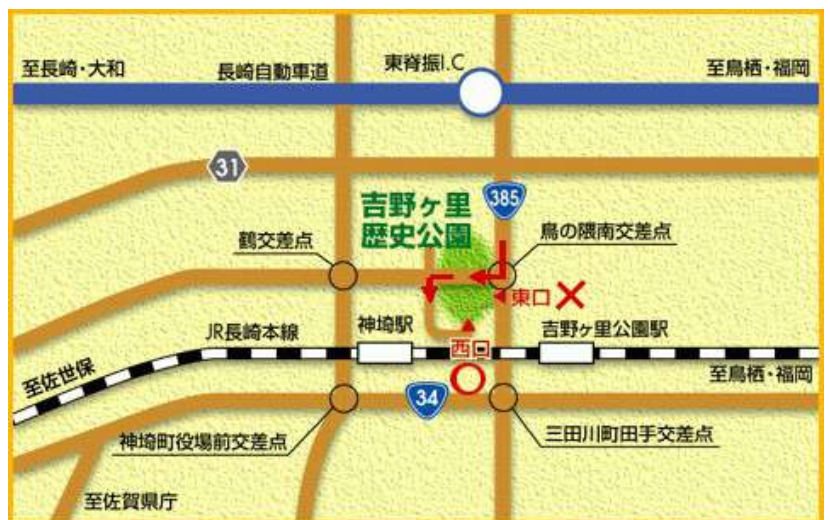 至長崎・大和
長崎自動車道
東脊振I.C
至鳥栖・福岡
31
385
吉野ヶ里
歴史公園
鶴交差点
鳥の隈南交差点
東口
JR長崎本線
神埼駅
西口
吉野ヶ里公園駅
至佐世保
至鳥栖・福岡
34
神埼町役場前交差点
三田川町田手交差点
至佐賀県庁